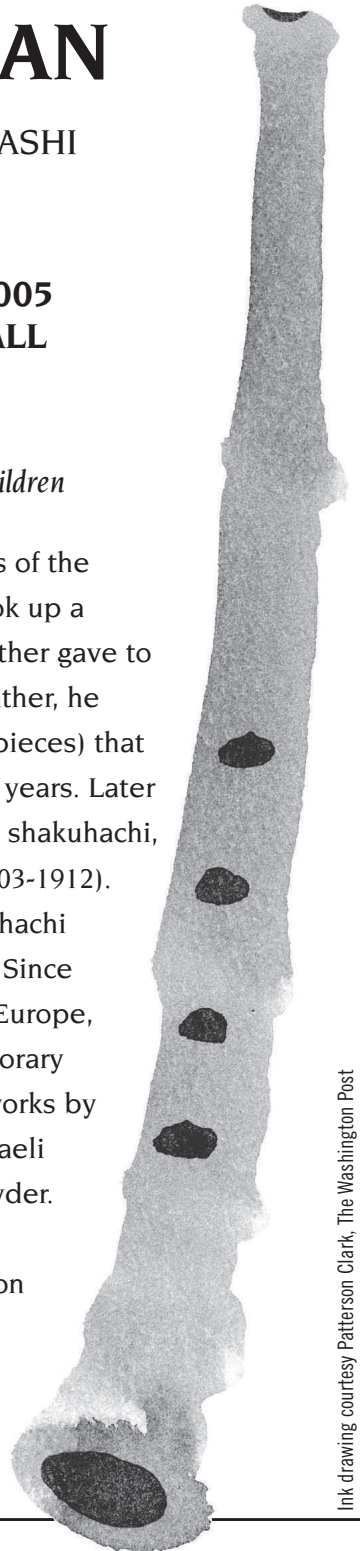 AN
ASHI
005
ALL
ildren
s of the
ok up a
ther gave to
ther, he
pieces) that
years. Later
shakuhachi,
03-1912).
hachi
Since
Europe,
orary
works by
aeli
yder.
on
Ink drawing courtesy Patterson Clark, The Washington Post